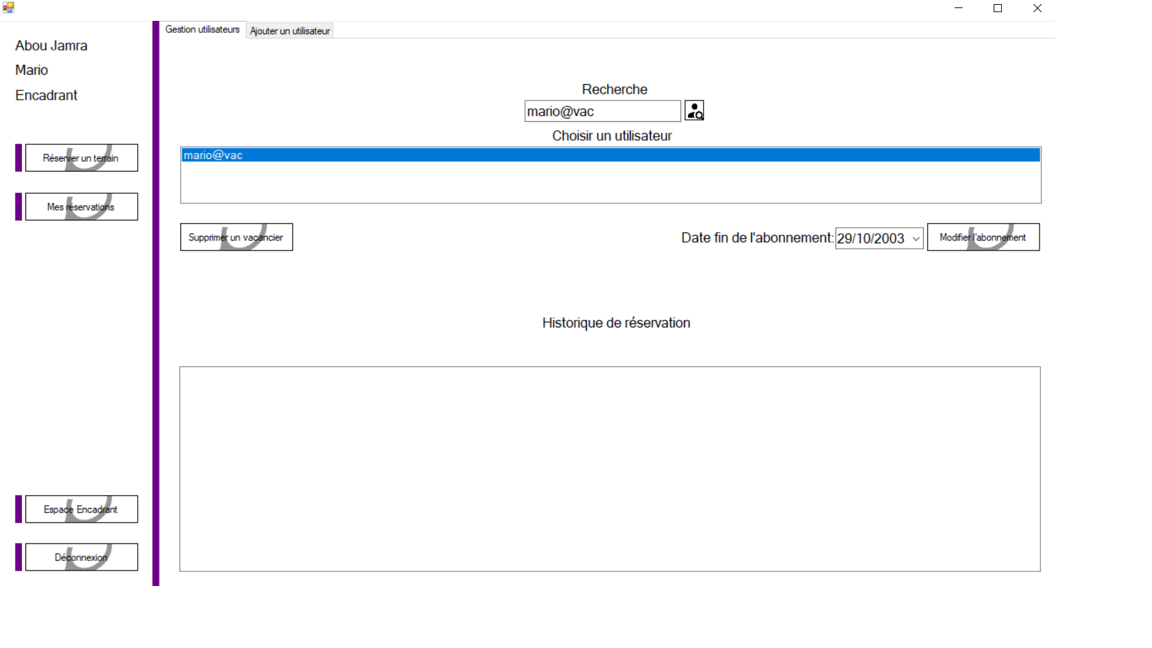 Abou Jamra
Mario
Encadrant
Réserver un terrain
Mes réservations
Espace Encadrant
Déconnexion
Gestion utilisateurs
Ajouter un utilisateur
Recherche
mario@vac
Choisir un utilisateur
mario@vac
Supprimer un vacancier
Date fin de l'abonnement: 29/10/2003
Modifier l'abonnement
Historique de réservation